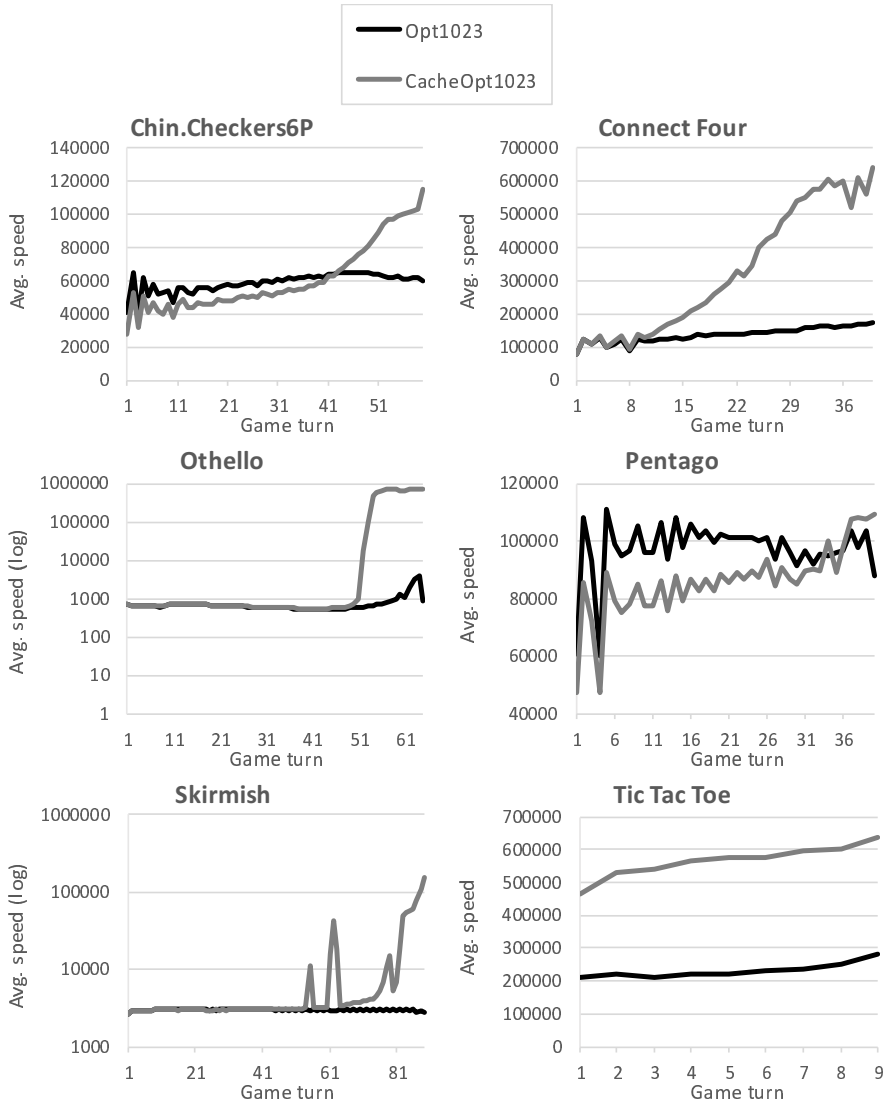 Opt1023
CacheOpt1023
Chin.Checkers6P
Avg. speed
140000
120000
100000
80000
60000
40000
20000
0
1 11 21 31 41 51
Game turn
Connect Four
Avg. speed
700000
600000
500000
400000
300000
200000
100000
0
1 8 15 22 29 36
Game turn
Othello
Avg. speed (log)
1000000
100000
10000
1000
100
10
1
1 11 21 31 41 51 61
Game turn
Pentago
Avg. speed
120000
100000
80000
60000
40000
1 6 11 16 21 26 31 36
Game turn
Skirmish
Avg. speed (log)
1000000
100000
10000
1000
1 21 41 61 81
Game turn
Tic Tac Toe
Avg. speed
700000
600000
500000
400000
300000
200000
100000
0
1 2 3 4 5 6 7 8 9
Game turn